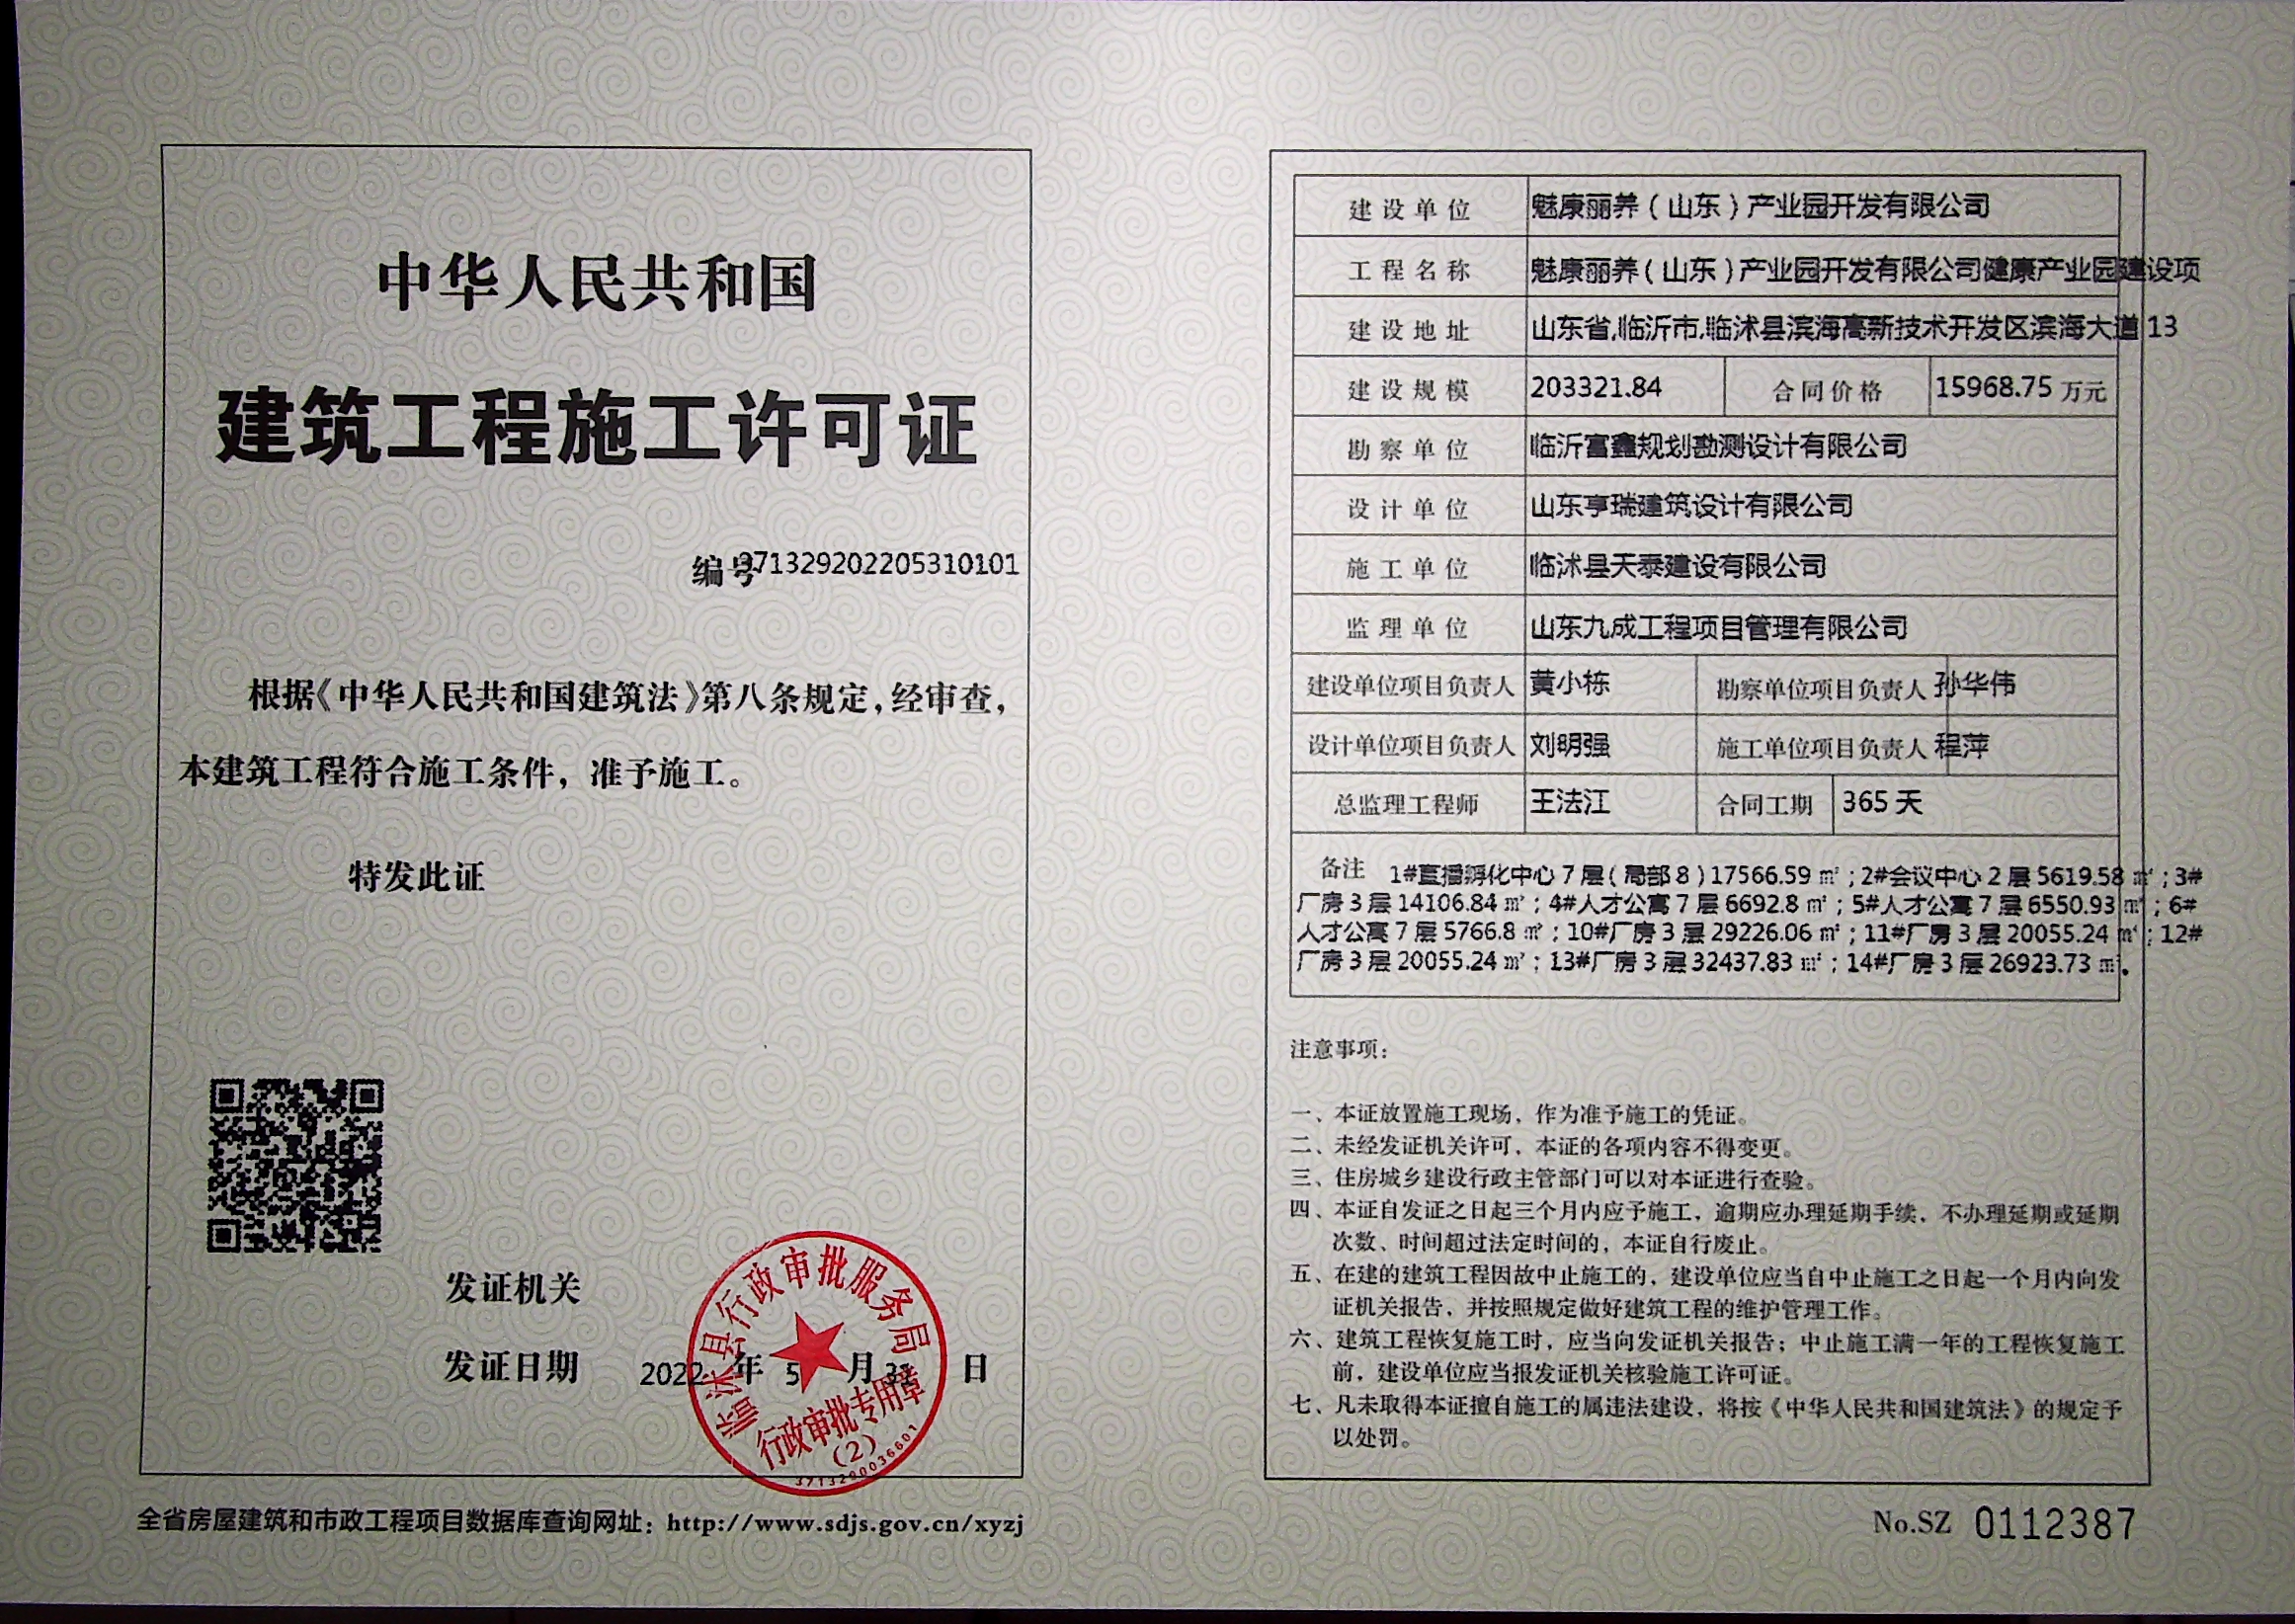 中华人民共和国
建筑工程施工许可证
编号371329202205310101
根据《中华人民共和国建筑法》第八条规定,经审查,
本建筑工程符合施工条件，准予施工。
特发此证
发证机关
发证日期 2022 年 5 月 31 日
临沭县行政审批服务局
行政审批专用章
(2)
3713290036601
全省房屋建筑和市政工程项目数据库查询网址：http://www.sdjs.gov.cn/xyzj
建设单位 魅康丽养（山东）产业园开发有限公司
工程名称 魅康丽养（山东）产业园开发有限公司健康产业园建设项
建设地址 山东省,临沂市,临沭县滨海高新技术开发区滨海大道 13
建设规模 203321.84 合同价格 15968.75 万元
勘察单位 临沂富鑫规划勘测设计有限公司
设计单位 山东亨瑞建筑设计有限公司
施工单位 临沭县天泰建设有限公司
监理单位 山东九成工程项目管理有限公司
建设单位项目负责人 黄小栋 勘察单位项目负责人 孙华伟
设计单位项目负责人 刘明强 施工单位项目负责人 程萍
总监理工程师 王法江 合同工期 365 天
备注 1#直播孵化中心 7 层（局部 8）17566.59 ㎡；2#会议中心 2 层 5619.58 ㎡；3#
厂房 3 层 14106.84 ㎡；4#人才公寓 7 层 6692.8 ㎡；5#人才公寓 7 层 6550.93 ㎡；6#
人才公寓 7 层 5766.8 ㎡；10#厂房 3 层 29226.06 ㎡；11#厂房 3 层 20055.24 ㎡；12#
厂房 3 层 20055.24 ㎡；13#厂房 3 层 32437.83 ㎡；14#厂房 3 层 26923.73 ㎡。
注意事项：
一、本证放置施工现场，作为准予施工的凭证。
二、未经发证机关许可，本证的各项内容不得变更。
三、住房城乡建设行政主管部门可以对本证进行查验。
四、本证自发证之日起三个月内应予施工，逾期应办理延期手续，不办理延期或延期
次数、时间超过法定时间的，本证自行废止。
五、在建的建筑工程因故中止施工的，建设单位应当自中止施工之日起一个月内向发
证机关报告，并按照规定做好建筑工程的维护管理工作。
六、建筑工程恢复施工时，应当向发证机关报告；中止施工满一年的工程恢复施工
前，建设单位应当报发证机关核验施工许可证。
七、凡未取得本证擅自施工的属违法建设，将按《中华人民共和国建筑法》的规定予
以处罚。
No.SZ 0112387